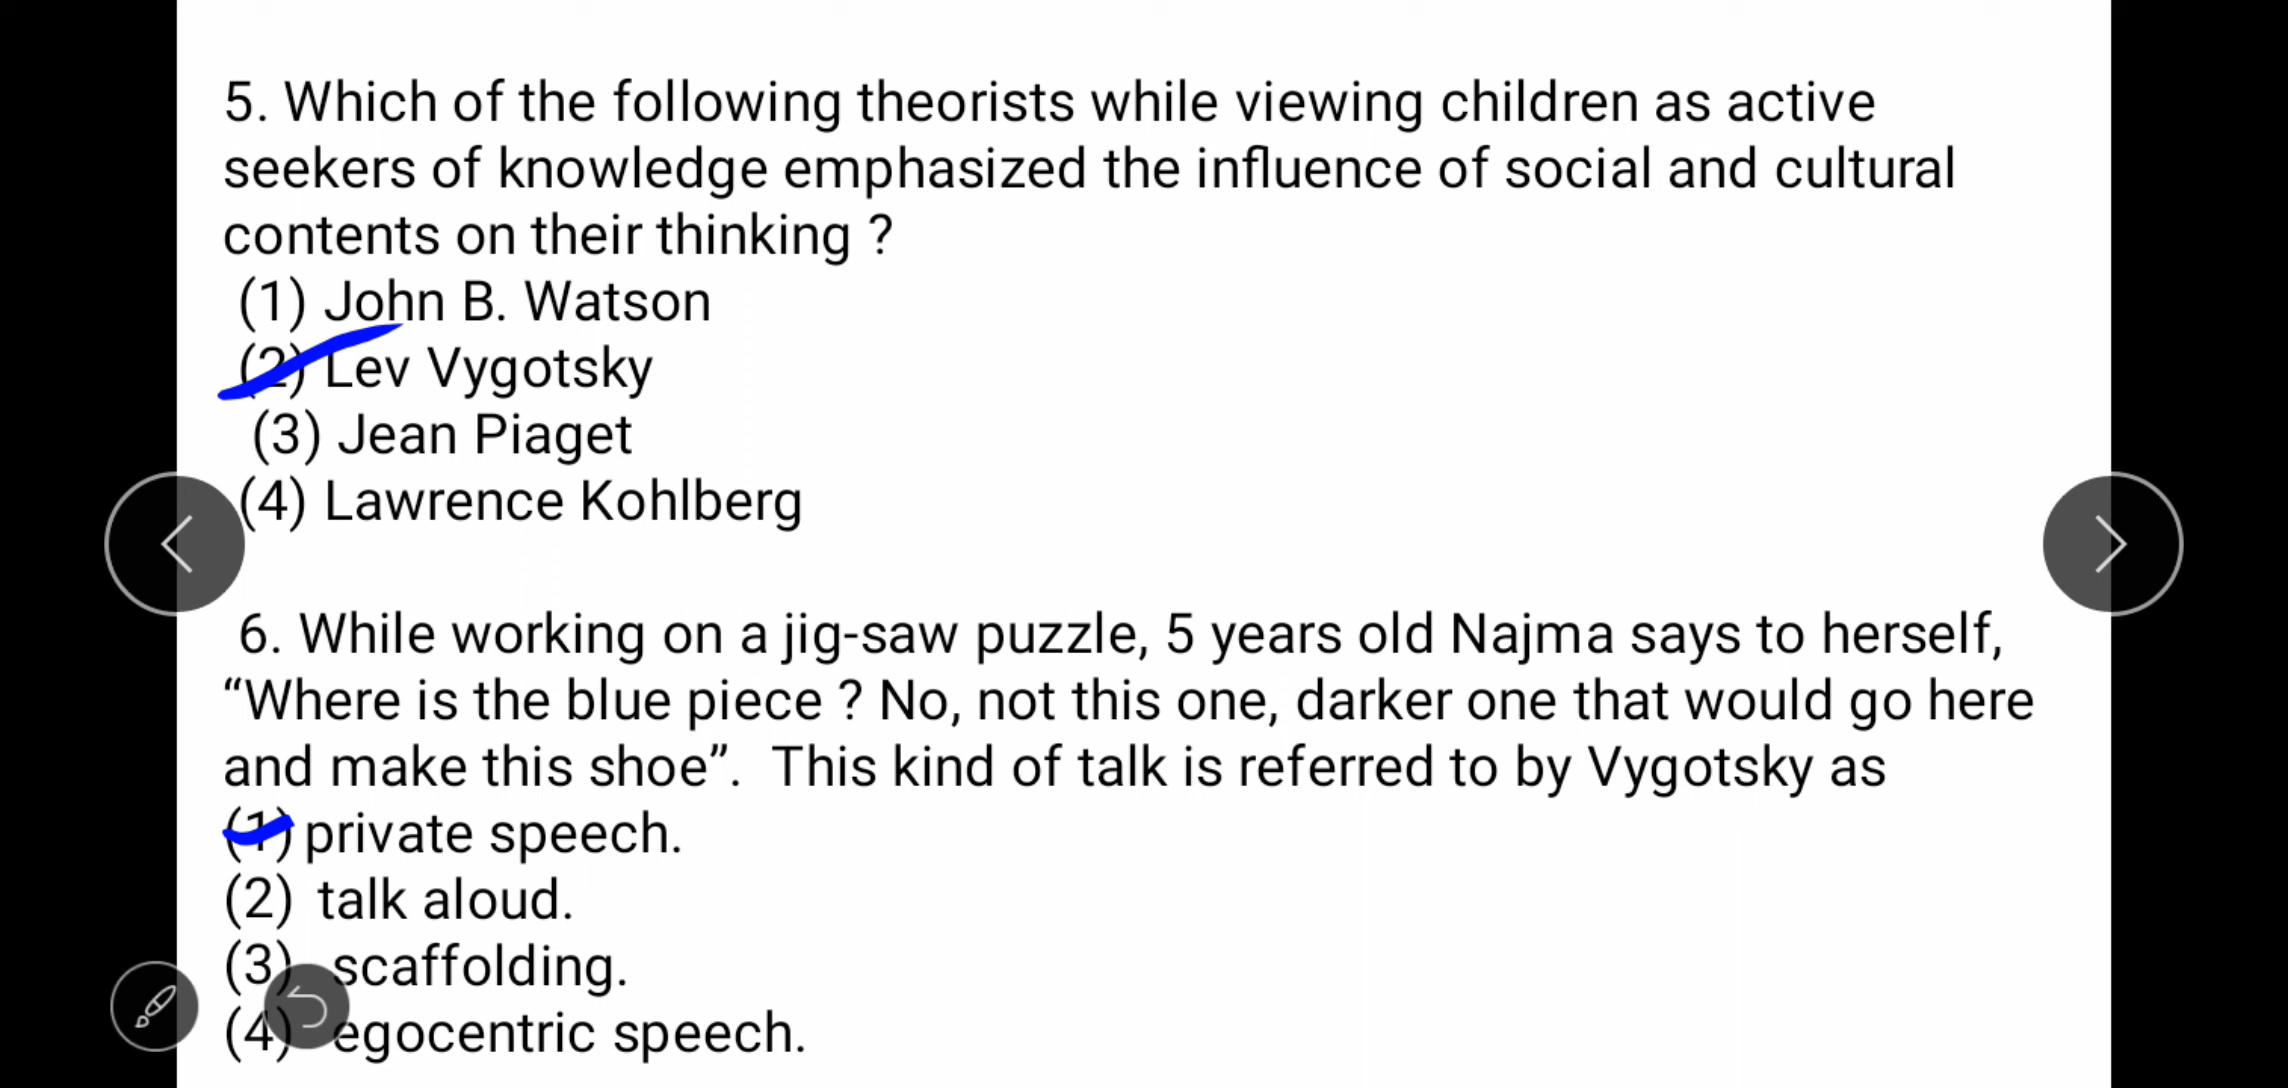 5. Which of the following theorists while viewing children as active
seekers of knowledge emphasized the influence of social and cultural
contents on their thinking ?
(1) John B. Watson
(2) Lev Vygotsky
(3) Jean Piaget
(4) Lawrence Kohlberg
6. While working on a jig-saw puzzle, 5 years old Najma says to herself,
“Where is the blue piece ? No, not this one, darker one that would go here
and make this shoe”. This kind of talk is referred to by Vygotsky as
(1) private speech.
(2) talk aloud.
(3) scaffolding.
(4) egocentric speech.